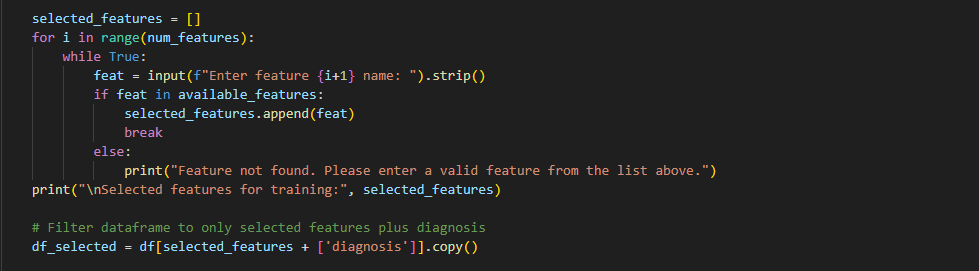 selected_features = []
for i in range(num_features):
    while True:
        feat = input(f"Enter feature {i+1} name: ").strip()
        if feat in available_features:
            selected_features.append(feat)
            break
        else:
            print("Feature not found. Please enter a valid feature from the list above.")
print("\nSelected features for training:", selected_features)

# Filter dataframe to only selected features plus diagnosis
df_selected = df[selected_features + ['diagnosis']].copy()